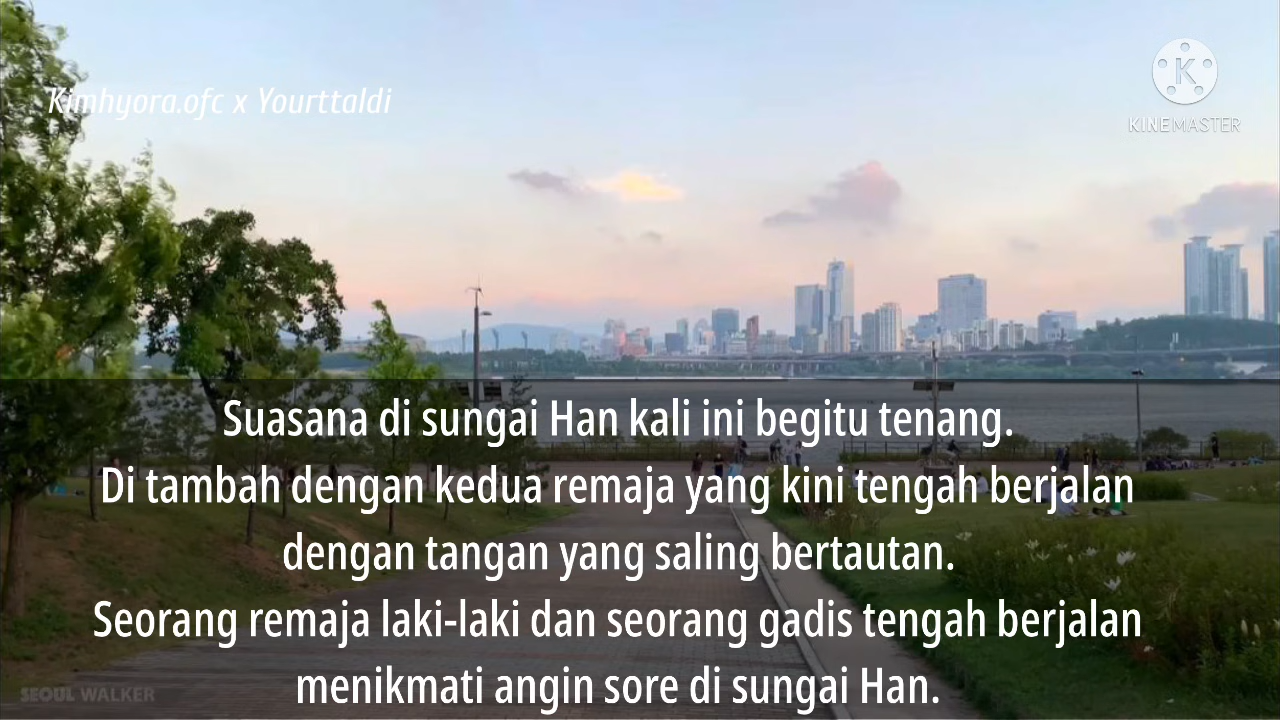 Kimhyora.ofc x Yourttaldi
K
KINEMASTER
Suasana di sungai Han kali ini begitu tenang.
Di tambah dengan kedua remaja yang kini tengah berjalan
dengan tangan yang saling bertautan.
Seorang remaja laki-laki dan seorang gadis tengah berjalan
menikmati angin sore di sungai Han.
SEOUL WALKER